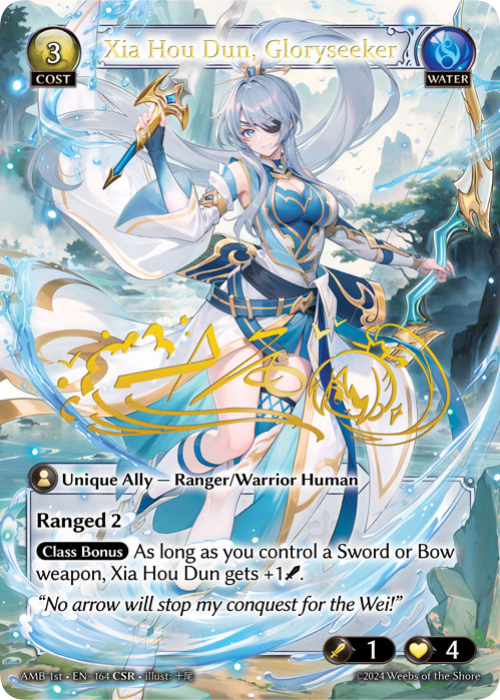 3
COST
Xia Hou Dun, Gloryseeker
WATER
Unique Ally — Ranger/Warrior Human
Ranged 2
Class Bonus As long as you control a Sword or Bow
weapon, Xia Hou Dun gets +1.
“No arrow will stop my conquest for the Wei!”
1
4
AMB 1st • EN-164 CSR • illust: 十尾
©2024 Weebs of the Shore